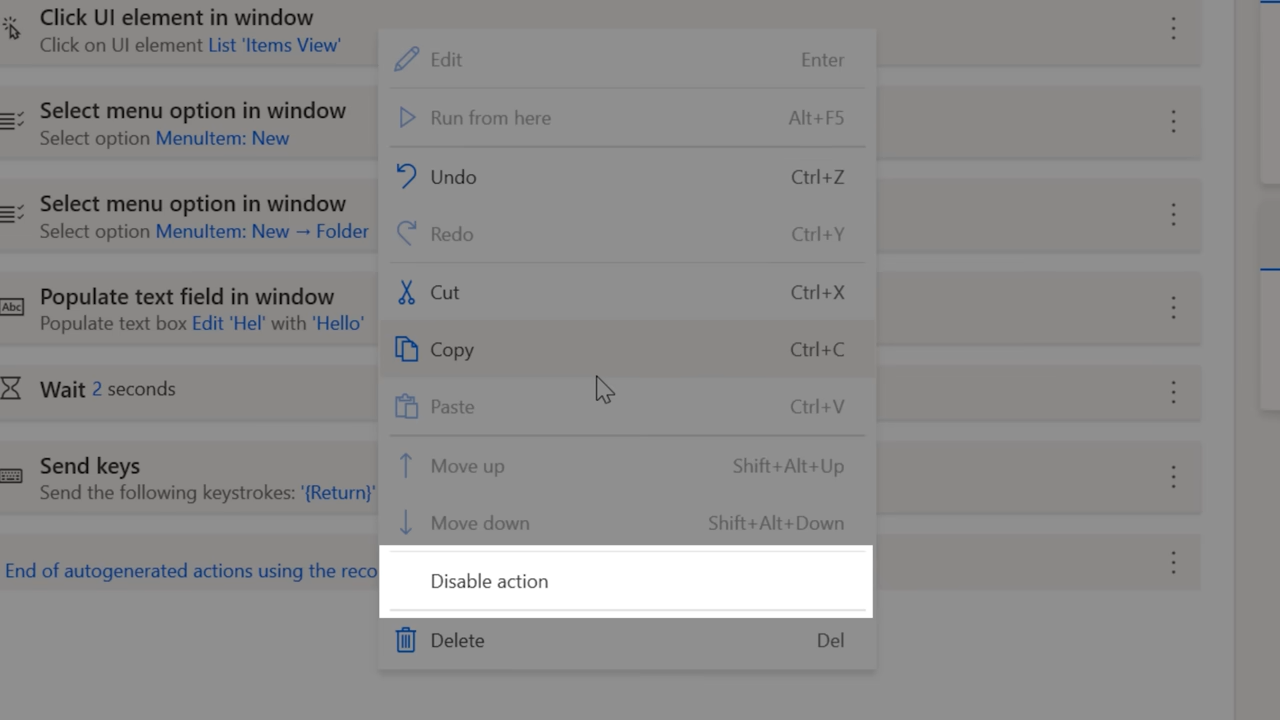 Click UI element in window
Click on UI element List 'Items View'
Select menu option in window
Select option MenuItem: New
Select menu option in window
Select option MenuItem: New → Folder
Abc
Populate text field in window
Populate text box Edit 'Hel' with 'Hello'
Wait 2 seconds
Send keys
Send the following keystrokes: '{Return}'
End of autogenerated actions using the reco
Edit Enter
Run from here Alt+F5
Undo Ctrl+Z
Redo Ctrl+Y
Cut Ctrl+X
Copy Ctrl+C
Paste Ctrl+V
Move up Shift+Alt+Up
Move down Shift+Alt+Down
Disable action
Delete Del